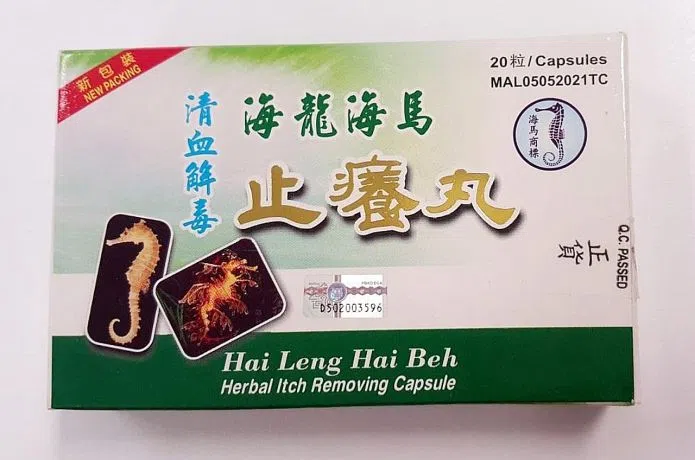 新包裝
NEW PACKING
20粒/Capsules
MAL05052021TC
清血解毒
海龍海馬
止癢丸
海馬商標
正貨
Q.C. PASSED
D502003596
Hai Leng Hai Beh
Herbal Itch Removing Capsule